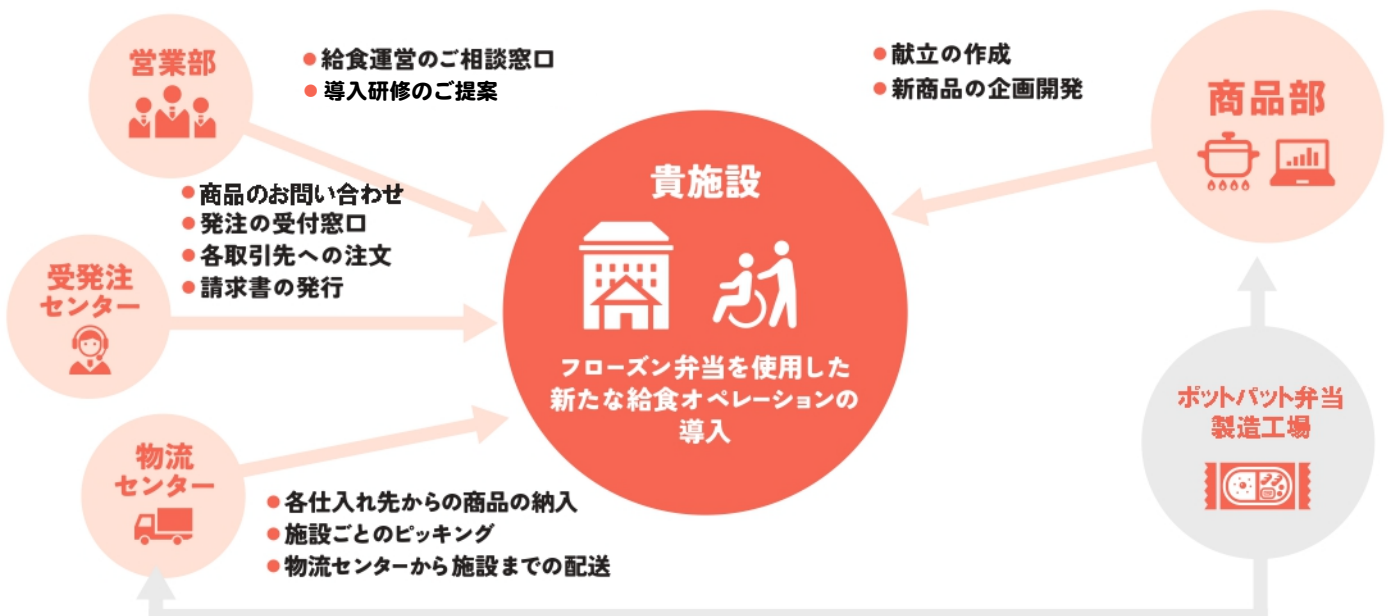 営業部
● 給食運営のご相談窓口
● 導入研修のご提案
● 献立の作成
● 新商品の企画開発
商品部
貴施設
フローズン弁当を使用した
新たな給食オペレーションの
導入
● 商品のお問い合わせ
● 発注の受付窓口
● 各取引先への注文
● 請求書の発行
受発注
センター
物流
センター
● 各仕入れ先からの商品の納入
● 施設ごとのピッキング
● 物流センターから施設までの配送
ポットパット弁当
製造工場